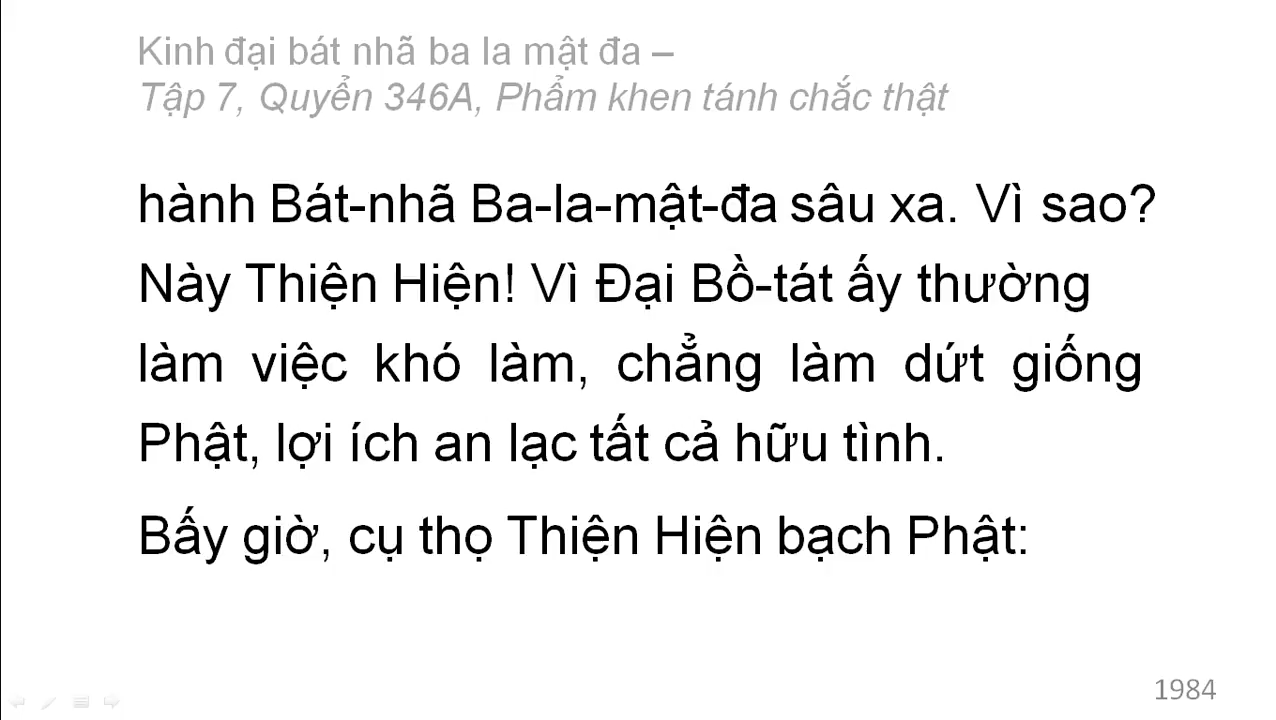 Kinh đại bát nhã ba la mật đa –
Tập 7, Quyển 346A, Phẩm khen tánh chắc thật
hành Bát-nhã Ba-la-mật-đa sâu xa. Vì sao?
Này Thiện Hiện! Vì Đại Bồ-tát ấy thường
làm việc khó làm, chẳng làm dứt giống
Phật, lợi ích an lạc tất cả hữu tình.
Bấy giờ, cụ thọ Thiện Hiện bạch Phật:
1984